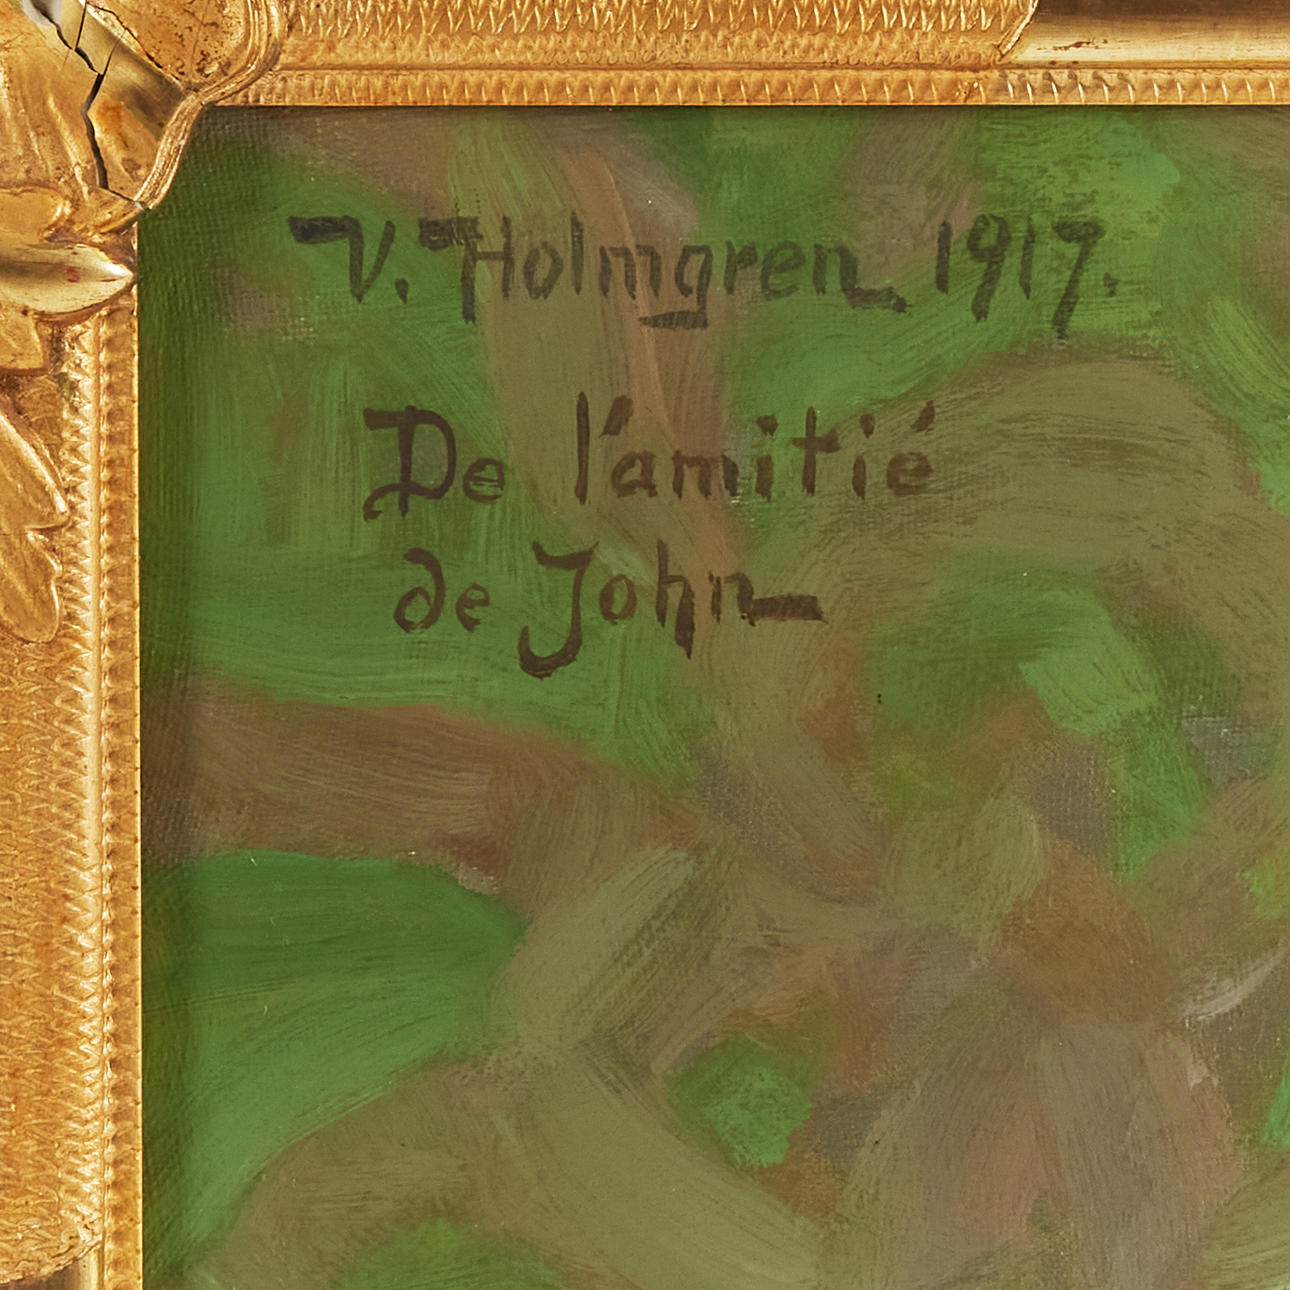 V. Holmgren 1917.
De l'amitié
de John